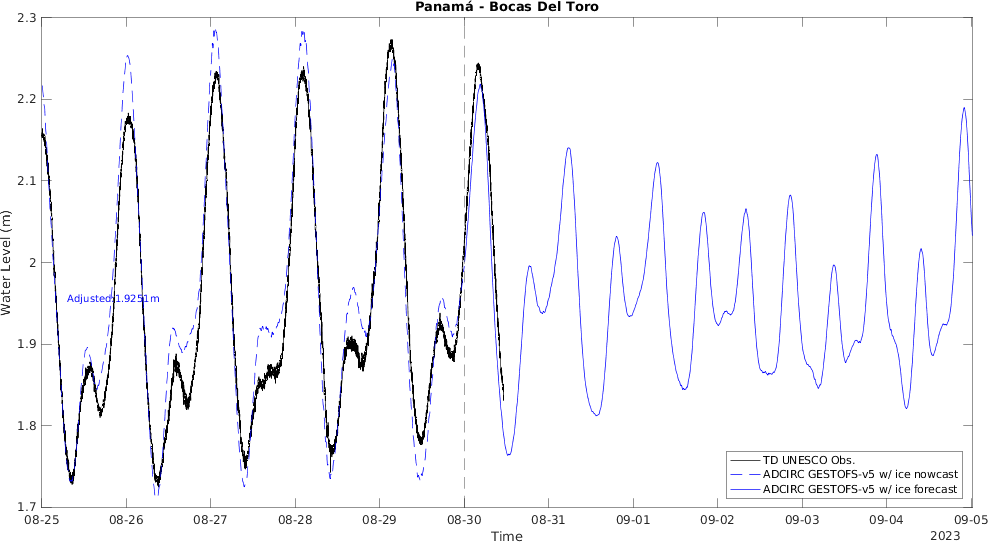 Panamá - Bocas Del Toro
2.3
2.2
2.1
2
1.9
1.8
1.7
Water Level (m)
Adjusted:1.9251m
TD UNESCO Obs.
ADCIRC GESTOFS-v5 w/ ice nowcast
ADCIRC GESTOFS-v5 w/ ice forecast
08-25 08-26 08-27 08-28 08-29 08-30 08-31 09-01 09-02 09-03 09-04 09-05
Time
2023